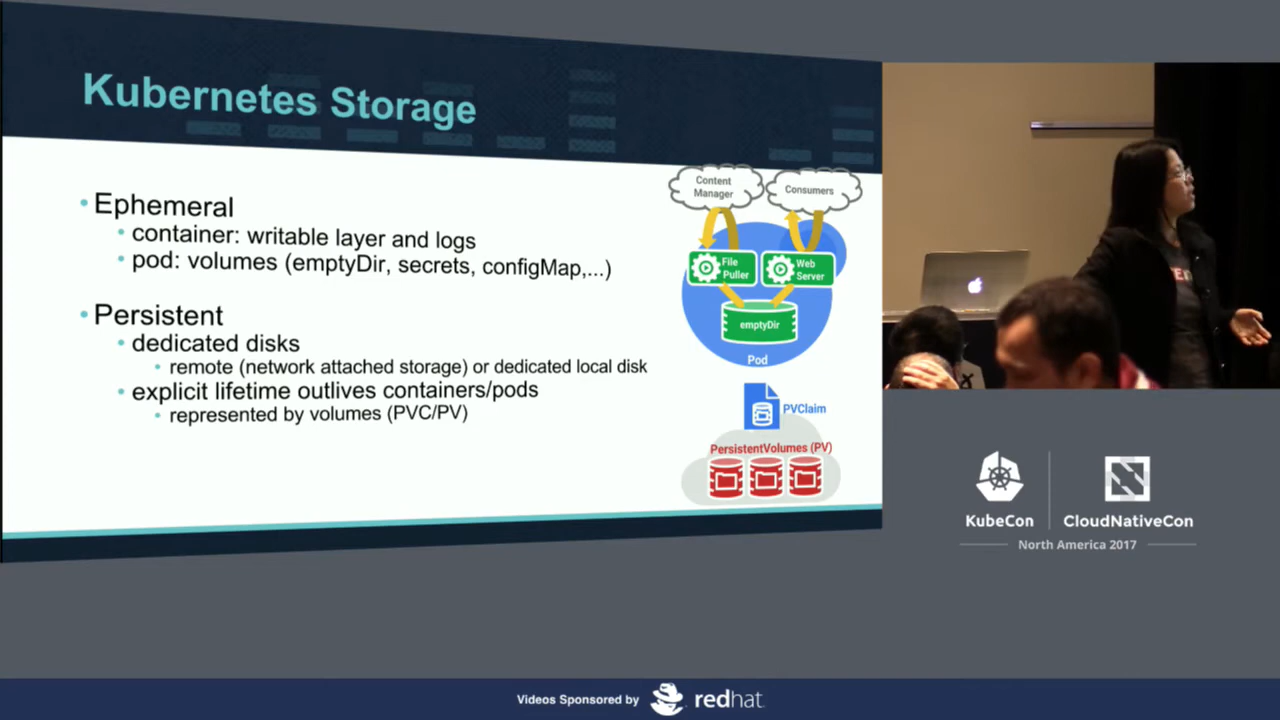 Kubernetes Storage
Ephemeral
container: writable layer and logs
pod: volumes (emptyDir, secrets, configMap,...)
Persistent
dedicated disks
remote (network attached storage) or dedicated local disk
explicit lifetime outlives containers/pods
represented by volumes (PVC/PV)
Content
Manager
Consumers
File
Puller
Web
Server
emptyDir
Pod
PVClaim
PersistentVolumes (PV)
KubeCon
CloudNativeCon
North America 2017
Videos Sponsored by
redhat.